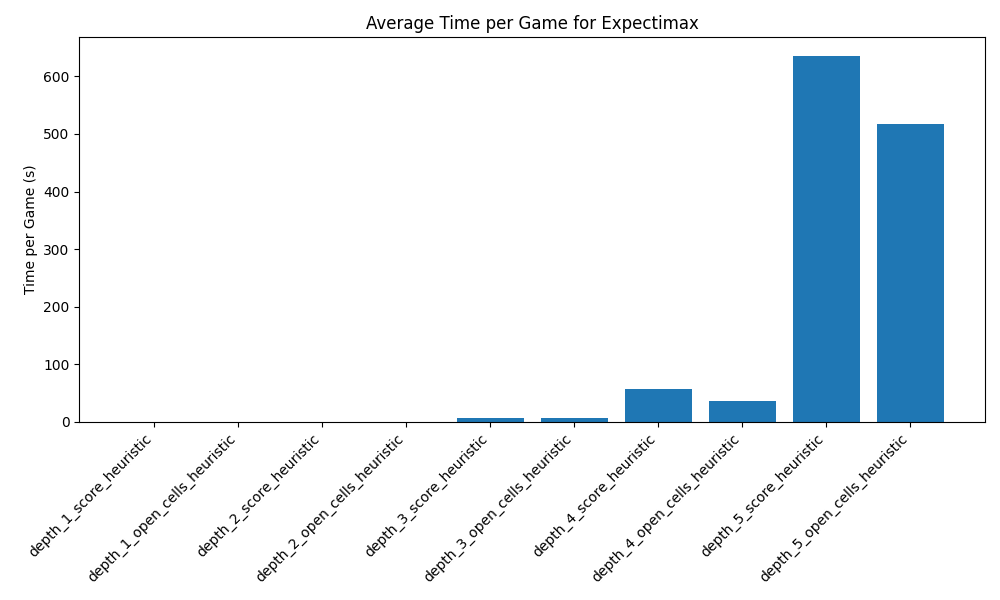 Average Time per Game for Expectimax
Time per Game (s)
600
500
400
300
200
100
0
depth_1_score_heuristic
depth_1_open_cells_heuristic
depth_2_score_heuristic
depth_2_open_cells_heuristic
depth_3_score_heuristic
depth_3_open_cells_heuristic
depth_4_score_heuristic
depth_4_open_cells_heuristic
depth_5_score_heuristic
depth_5_open_cells_heuristic